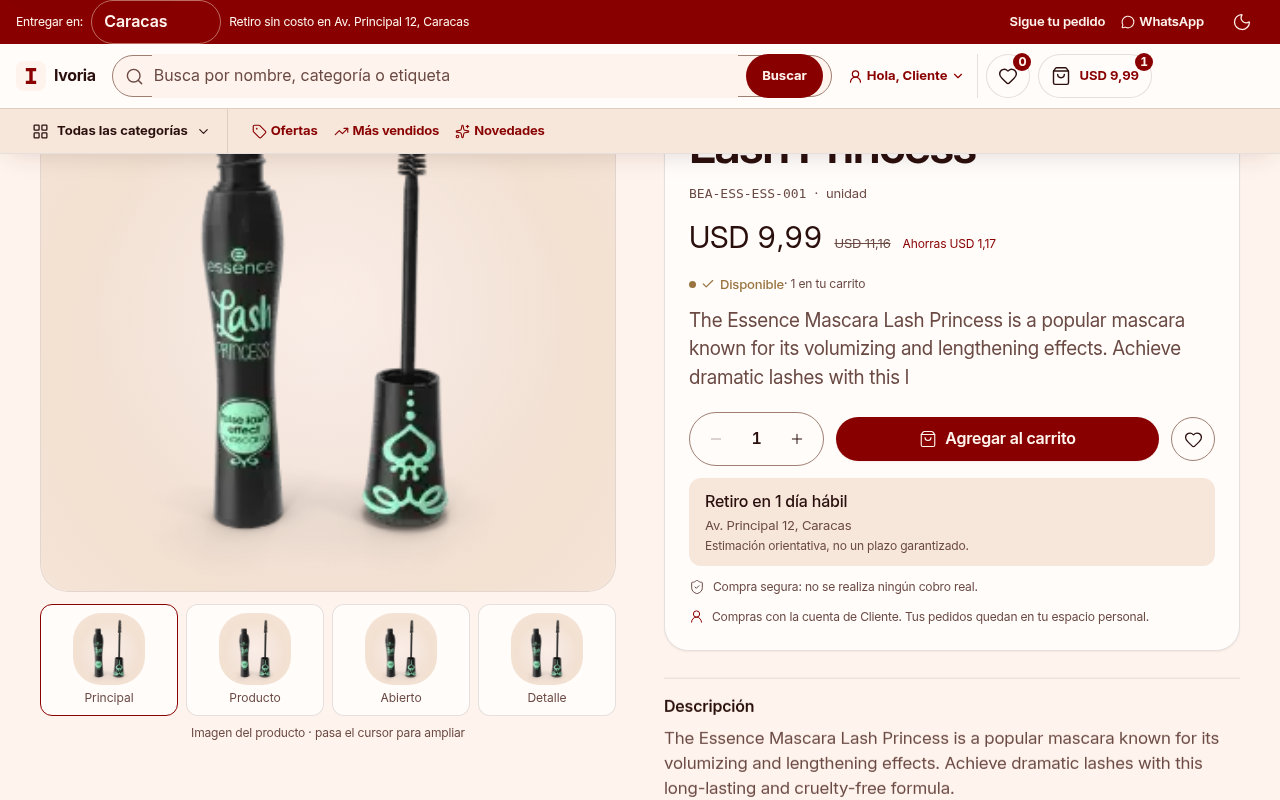 Entregar en:
Caracas
Retiro sin costo en Av. Principal 12, Caracas
Sigue tu pedido
WhatsApp
I
Ivoria
Busca por nombre, categoría o etiqueta
Buscar
Hola, Cliente
0
USD 9,99
1
Todas las categorías
Ofertas
Más vendidos
Novedades
Lash Princess
BEA-ESS-ESS-001 · unidad
USD 9,99 USD 11,16 Ahorras USD 1,17
Disponible · 1 en tu carrito
The Essence Mascara Lash Princess is a popular mascara
known for its volumizing and lengthening effects. Achieve
dramatic lashes with this l
1
Agregar al carrito
Retiro en 1 día hábil
Av. Principal 12, Caracas
Estimación orientativa, no un plazo garantizado.
Compra segura: no se realiza ningún cobro real.
Compras con la cuenta de Cliente. Tus pedidos quedan en tu espacio personal.
essence
Lash
PRINCESS
false lash
effect
Principal
Producto
Abierto
Detalle
Imagen del producto · pasa el cursor para ampliar
Descripción
The Essence Mascara Lash Princess is a popular mascara known for its
volumizing and lengthening effects. Achieve dramatic lashes with this
long-lasting and cruelty-free formula.